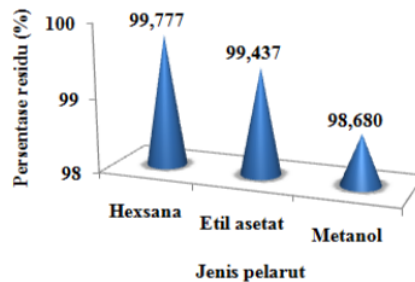 Persentase residu (%)
100
99
98
99,777
99,437
98,680
Hexsana
Etil asetat
Metanol
Jenis pelarut